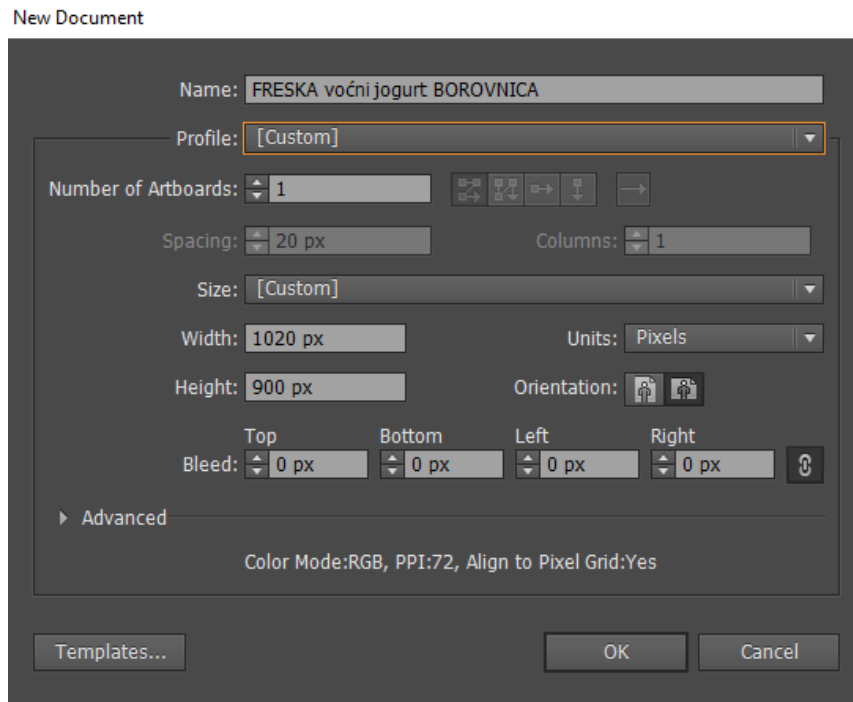 New Document
Name: FRESKA voćni jogurt BOROVNICA
Profile: [Custom]
Number of Artboards: 1
Spacing: 20 px Columns: 1
Size: [Custom]
Width: 1020 px Units: Pixels
Height: 900 px Orientation:
Top Bottom Left Right
Bleed: 0 px 0 px 0 px 0 px
Advanced
Color Mode:RGB, PPI:72, Align to Pixel Grid:Yes
Templates... OK Cancel